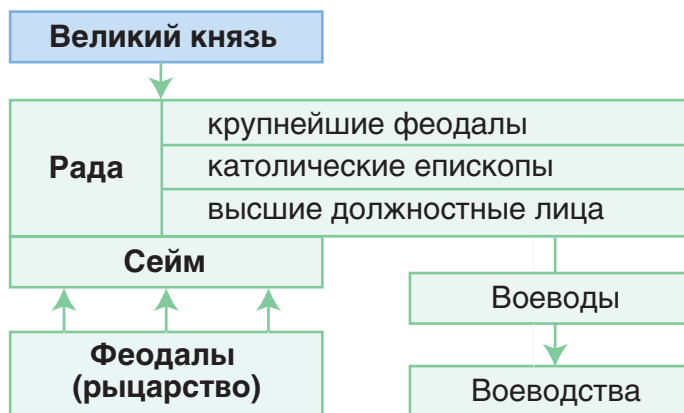 Великий князь
Рада
крупнейшие феодалы
католические епископы
высшие должностные лица
Сейм
Воеводы
Феодалы
(рыцарство)
Воеводства